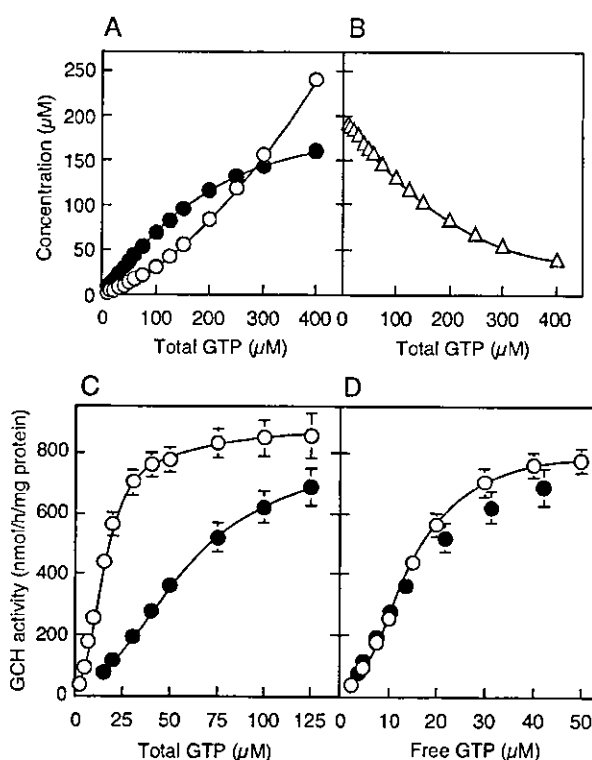 A
B
Concentration (µM)
250
200
150
100
50
0
0 100 200 300 400
Total GTP (µM)
0 100 200 300 400
Total GTP (µM)
C
D
GCH activity (nmol/h/mg protein)
800
600
400
200
0
0 25 50 75 100 125
Total GTP (µM)
0 10 20 30 40 50
Free GTP (µM)